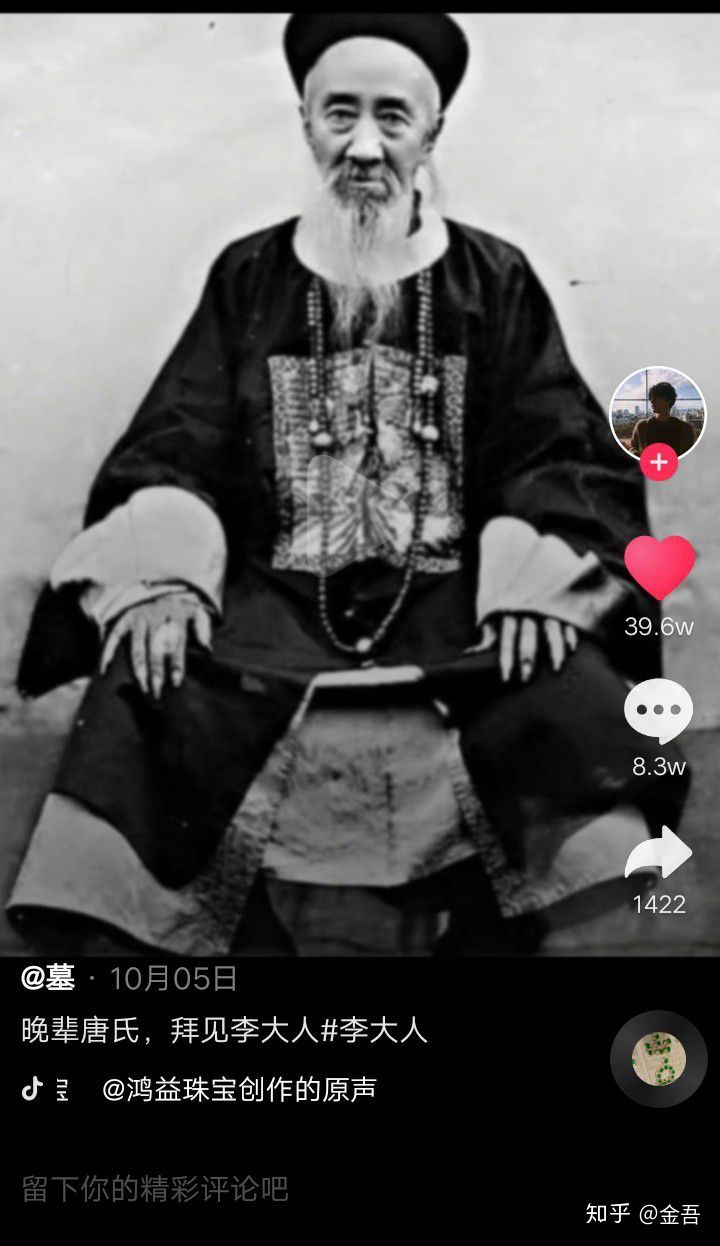 39.6w
8.3w
1422
@墓 · 10月05日
晚辈唐氏，拜见李大人#李大人
@鸿益珠宝创作的原声
留下你的精彩评论吧
知乎 @金吾